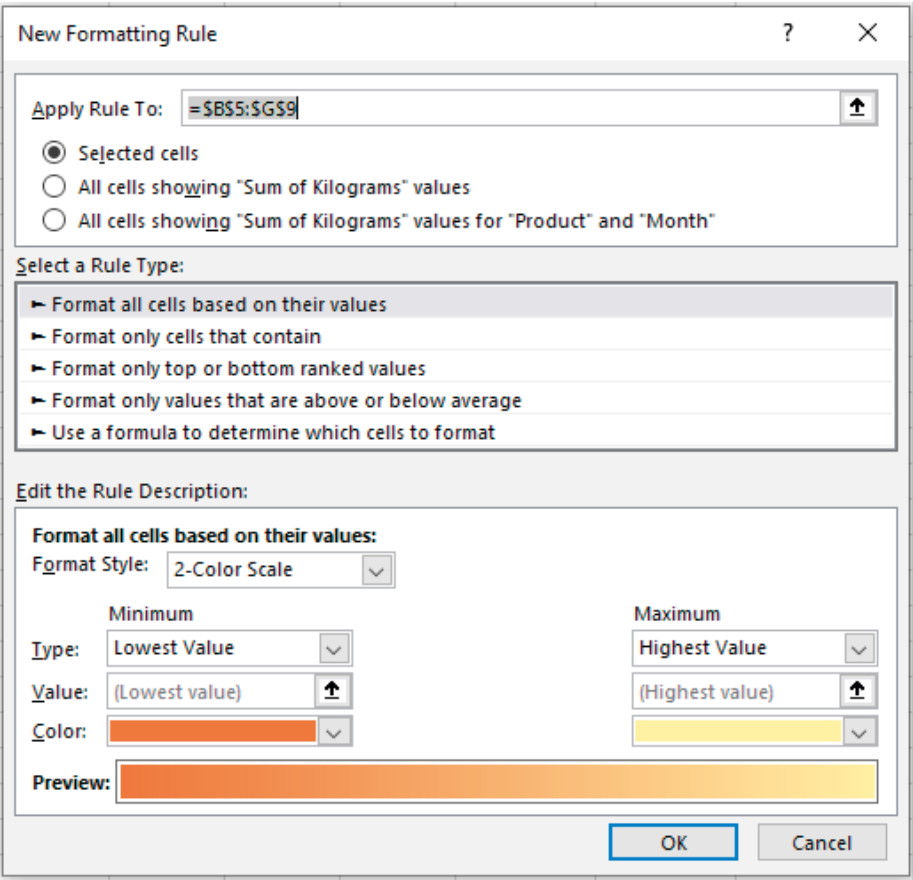 New Formatting Rule ? ×
Apply Rule To: =$B$5:$G$9
Selected cells
All cells showing "Sum of Kilograms" values
All cells showing "Sum of Kilograms" values for "Product" and "Month"
Select a Rule Type:
► Format all cells based on their values
► Format only cells that contain
► Format only top or bottom ranked values
► Format only values that are above or below average
► Use a formula to determine which cells to format
Edit the Rule Description:
Format all cells based on their values:
Format Style: 2-Color Scale
Minimum Maximum
Type: Lowest Value Highest Value
Value: (Lowest value) (Highest value)
Color:
Preview:
OK Cancel